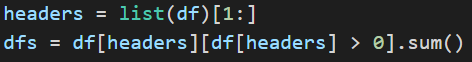 headers = list(df)[1:]
dfs = df[headers][df[headers] > 0].sum()